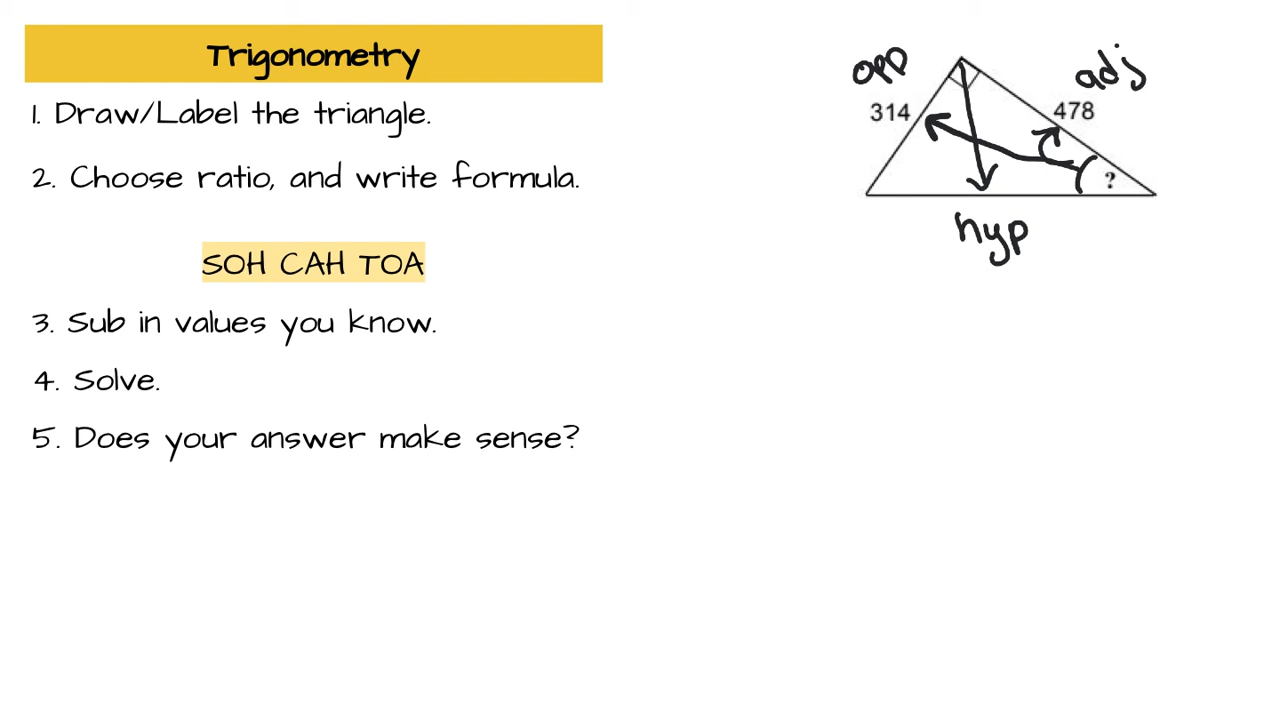 Trigonometry
1. Draw/Label the triangle.
2. Choose ratio, and write formula.
SOH CAH TOA
3. Sub in values you know.
4. Solve.
5. Does your answer make sense?
opp
adj
314
478
?
hyp